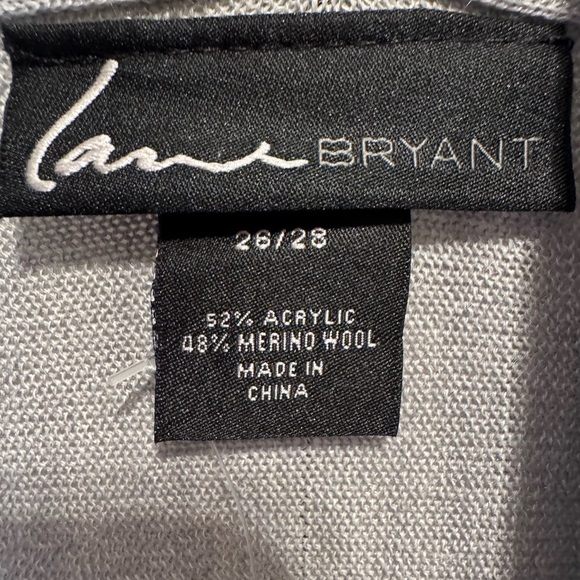 Lane BRYANT
26/28
52% ACRYLIC
48% MERINO WOOL
MADE IN
CHINA